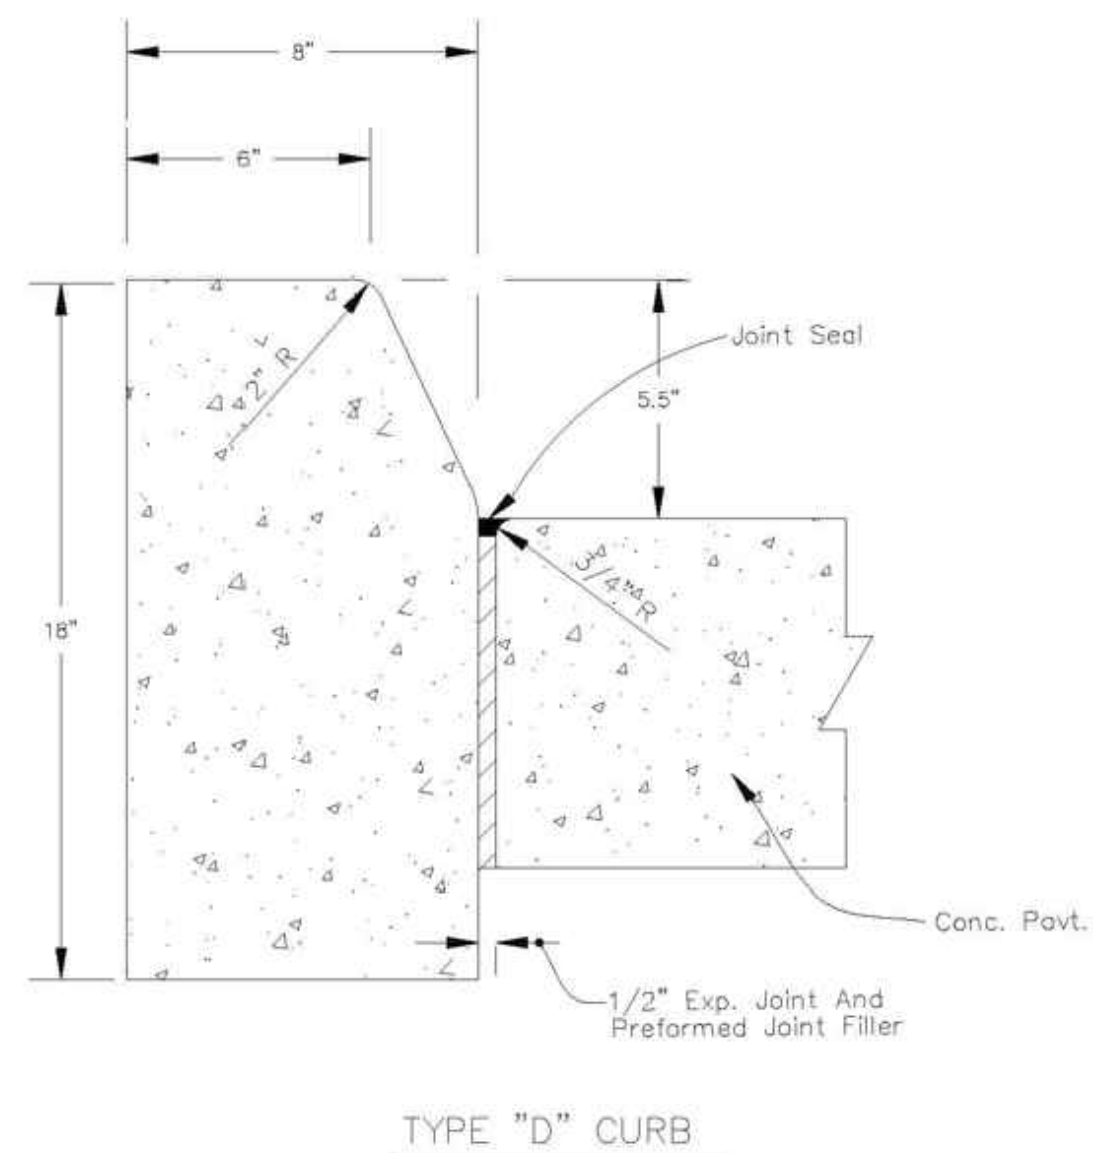 8"
6"
2" R
Joint Seal
5.5"
3/4" R
18"
Conc. Pavt.
1/2" Exp. Joint And
Preformed Joint Filler
TYPE "D" CURB